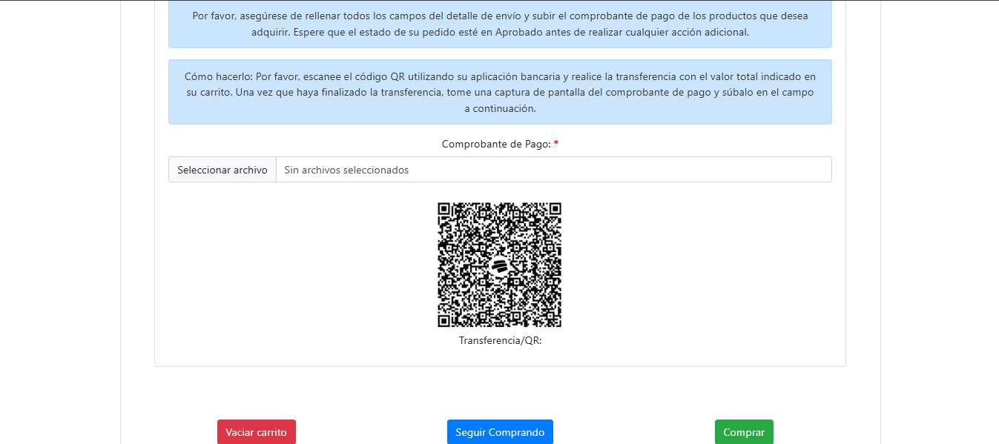 Por favor, asegúrese de rellenar todos los campos del detalle de envío y subir el comprobante de pago de los productos que desea
adquirir. Espere que el estado de su pedido esté en Aprobado antes de realizar cualquier acción adicional.
Cómo hacerlo: Por favor, escanee el código QR utilizando su aplicación bancaria y realice la transferencia con el valor total indicado en
su carrito. Una vez que haya finalizado la transferencia, tome una captura de pantalla del comprobante de pago y súbalo en el campo
a continuación.
Comprobante de Pago: *
Seleccionar archivo Sin archivos seleccionados
Transferencia/QR:
Vaciar carrito Seguir Comprando Comprar